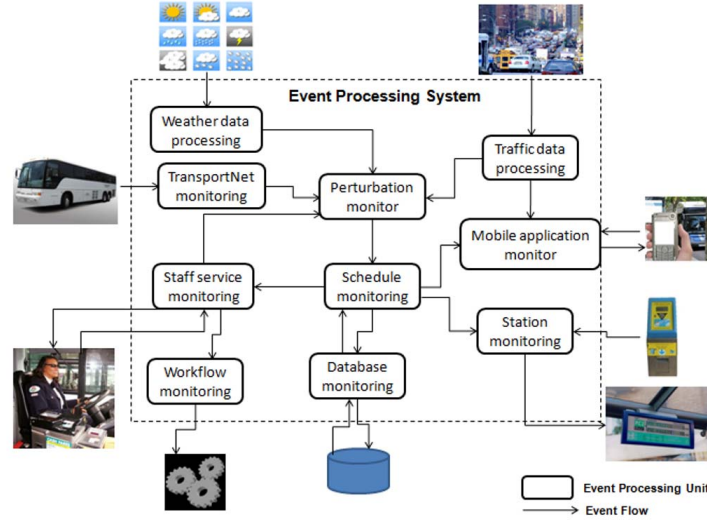 Event Processing System
Weather data
processing
Traffic data
processing
TransportNet
monitoring
Perturbation
monitor
Mobile application
monitor
Staff service
monitoring
Schedule
monitoring
Station
monitoring
Workflow
monitoring
Database
monitoring
Event Processing Unit
Event Flow